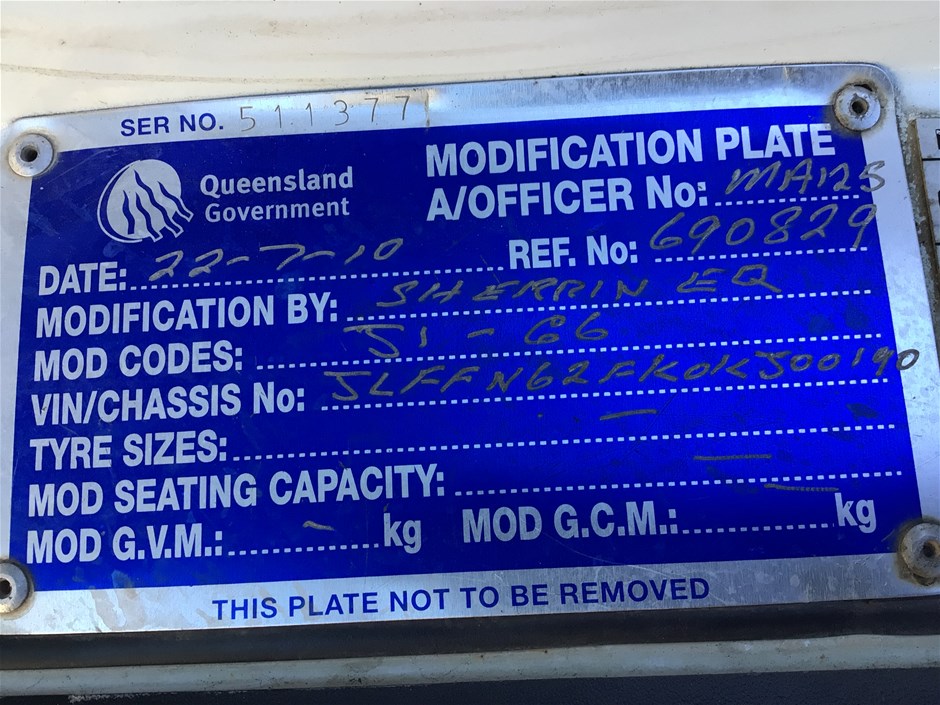 SER NO. 511377
Queensland Government
MODIFICATION PLATE
A/OFFICER No: MA125
DATE: 22-7-10 REF. No: 690829
MODIFICATION BY: SHERRIN EQ
MOD CODES: J1 - G6
VIN/CHASSIS No: JLFFN62FK0KJ00190
TYRE SIZES: —
MOD SEATING CAPACITY: —
MOD G.V.M.: - kg MOD G.C.M.: — kg
THIS PLATE NOT TO BE REMOVED